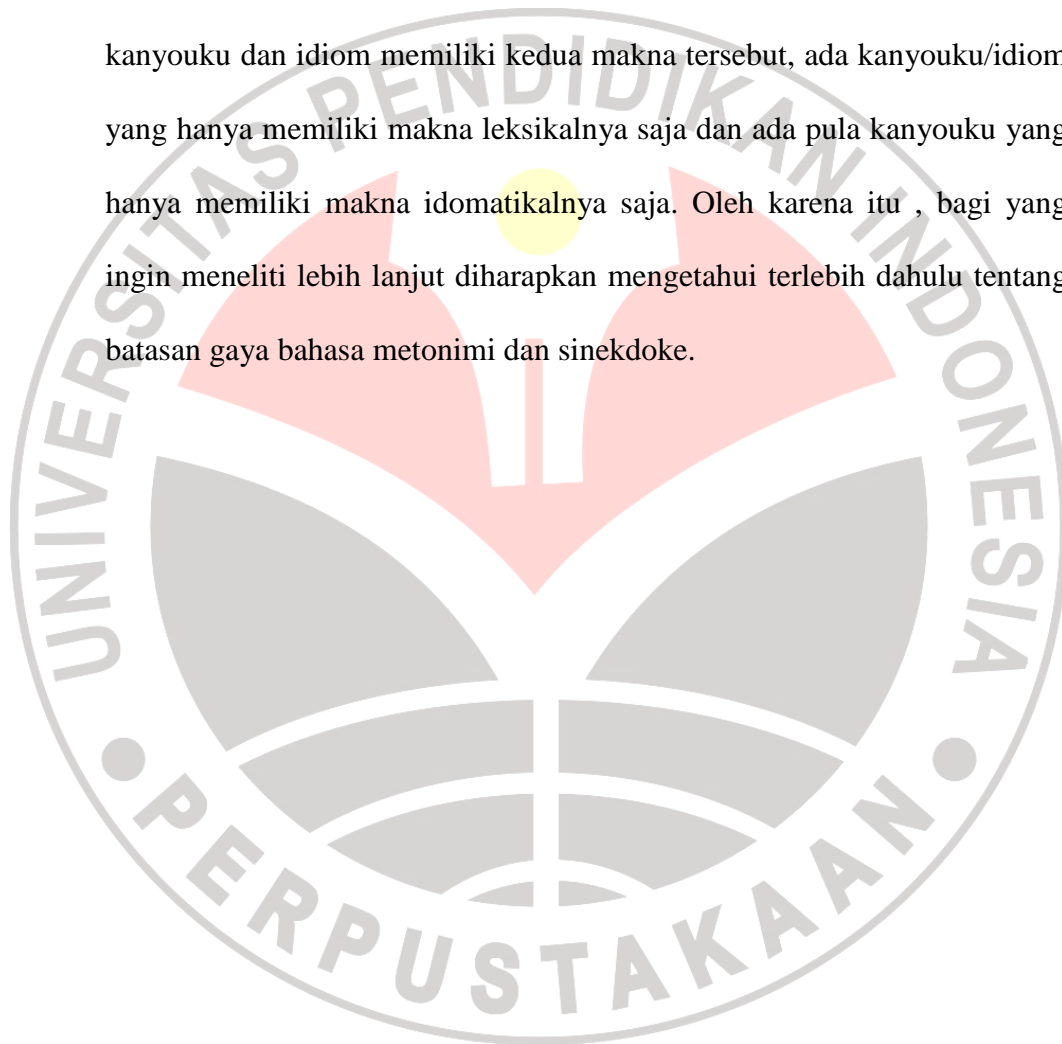 kanyouku dan idiom memiliki kedua makna tersebut, ada kanyouku/idiom
yang hanya memiliki makna leksikalnya saja dan ada pula kanyouku yang
hanya memiliki makna idomatikalnya saja. Oleh karena itu , bagi yang
ingin meneliti lebih lanjut diharapkan mengetahui terlebih dahulu tentang
batasan gaya bahasa metonimi dan sinekdoke.
UNIVERSITAS PENDIDIKAN INDONESIA
PERPUSTAKAAN